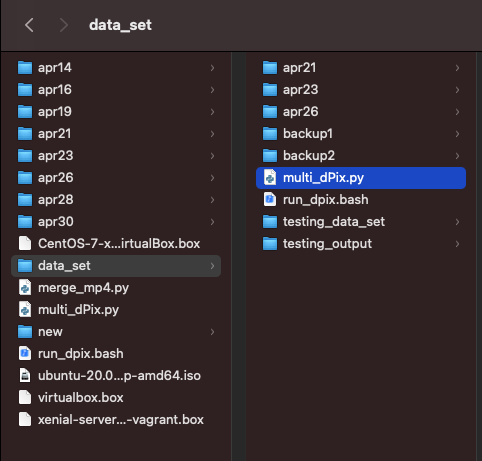 data_set
apr14
apr16
apr19
apr21
apr23
apr26
apr28
apr30
CentOS-7-x...irtualBox.box
data_set
merge_mp4.py
multi_dPix.py
new
run_dpix.bash
ubuntu-20.0...p-amd64.iso
virtualbox.box
xenial-server...-vagrant.box
apr21
apr23
apr26
backup1
backup2
multi_dPix.py
run_dpix.bash
testing_data_set
testing_output